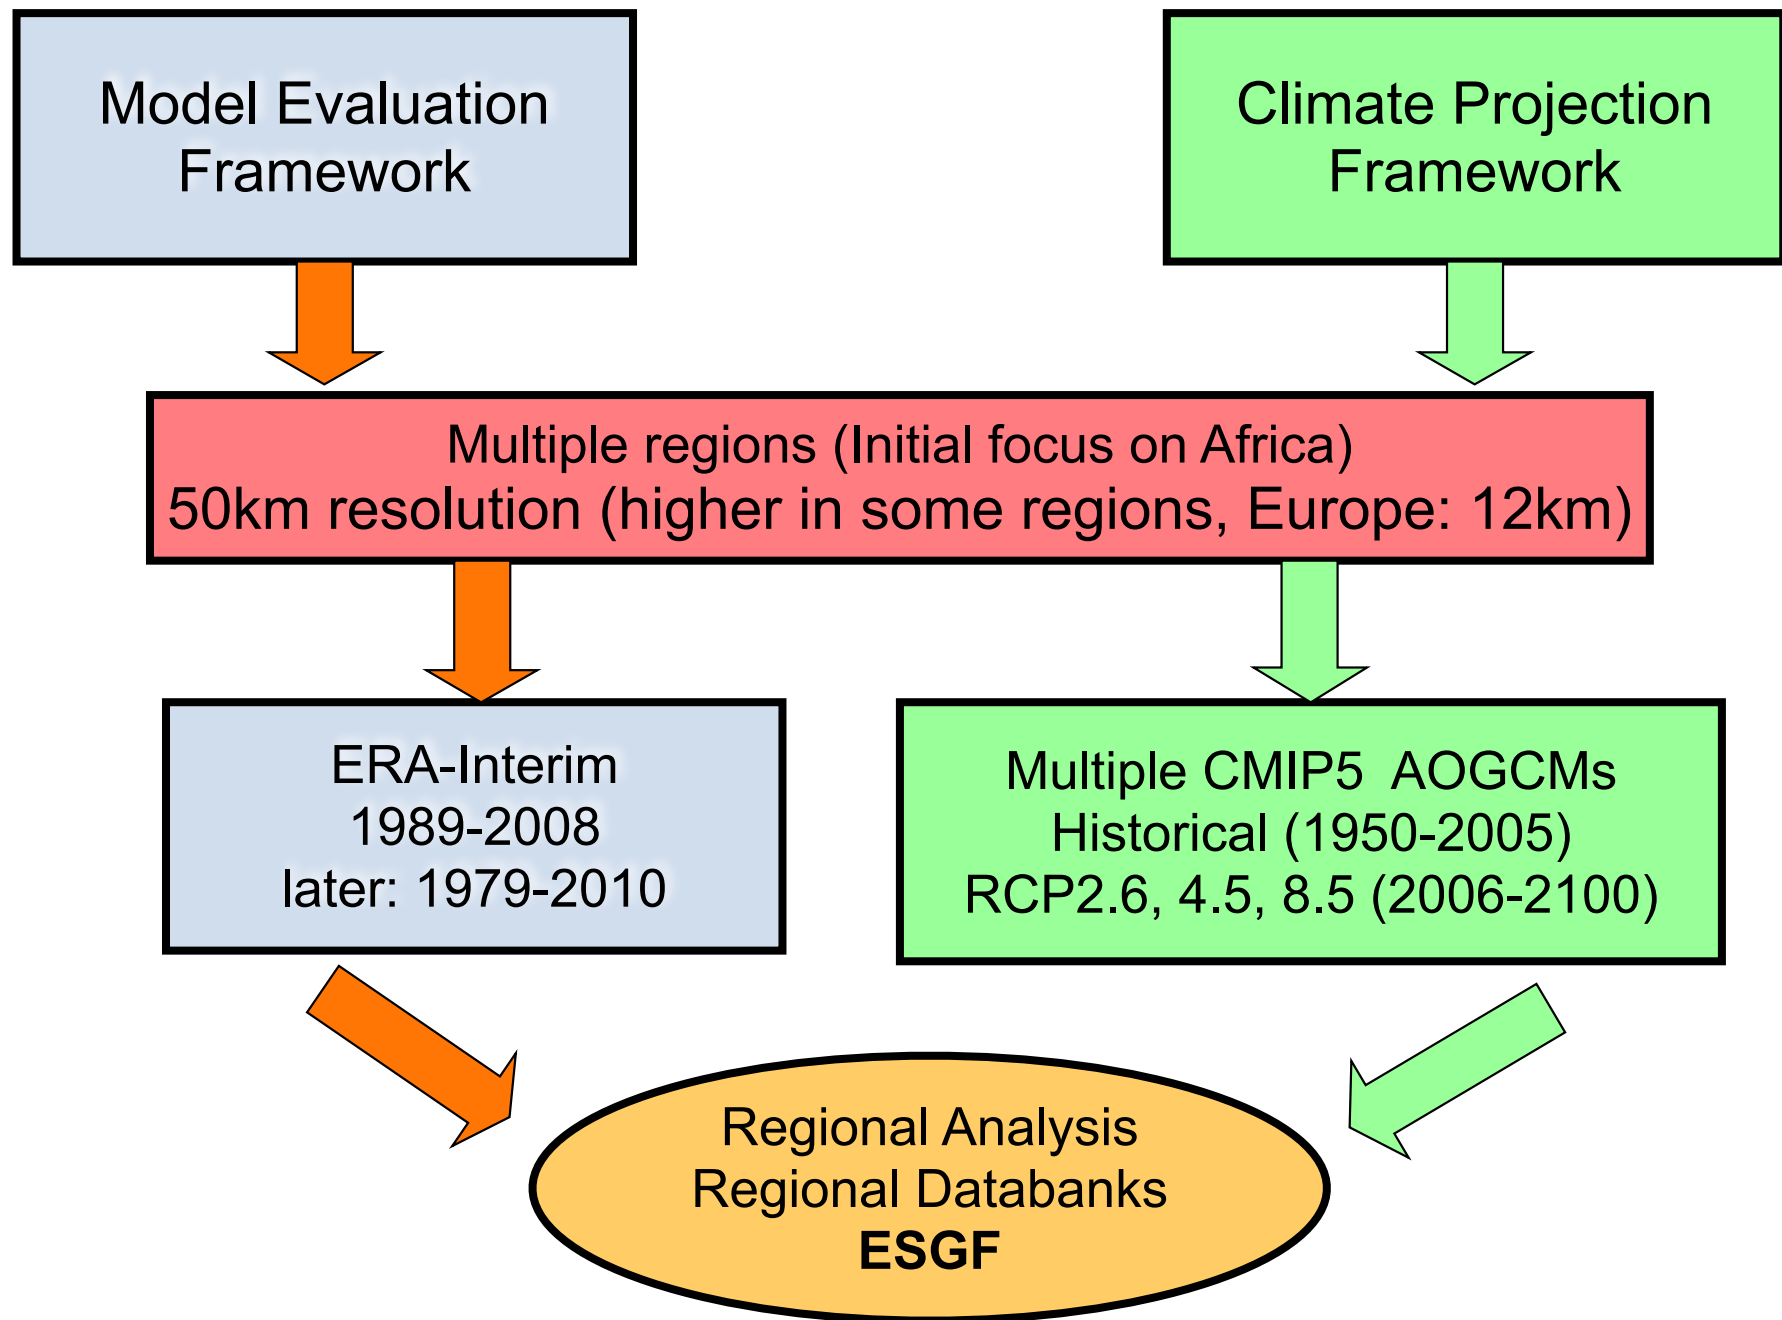 Model Evaluation
Framework
Climate Projection
Framework
Multiple regions (Initial focus on Africa)
50km resolution (higher in some regions, Europe: 12km)
ERA-Interim
1989-2008
later: 1979-2010
Multiple CMIP5 AOGCMs
Historical (1950-2005)
RCP2.6, 4.5, 8.5 (2006-2100)
Regional Analysis
Regional Databanks
ESGF